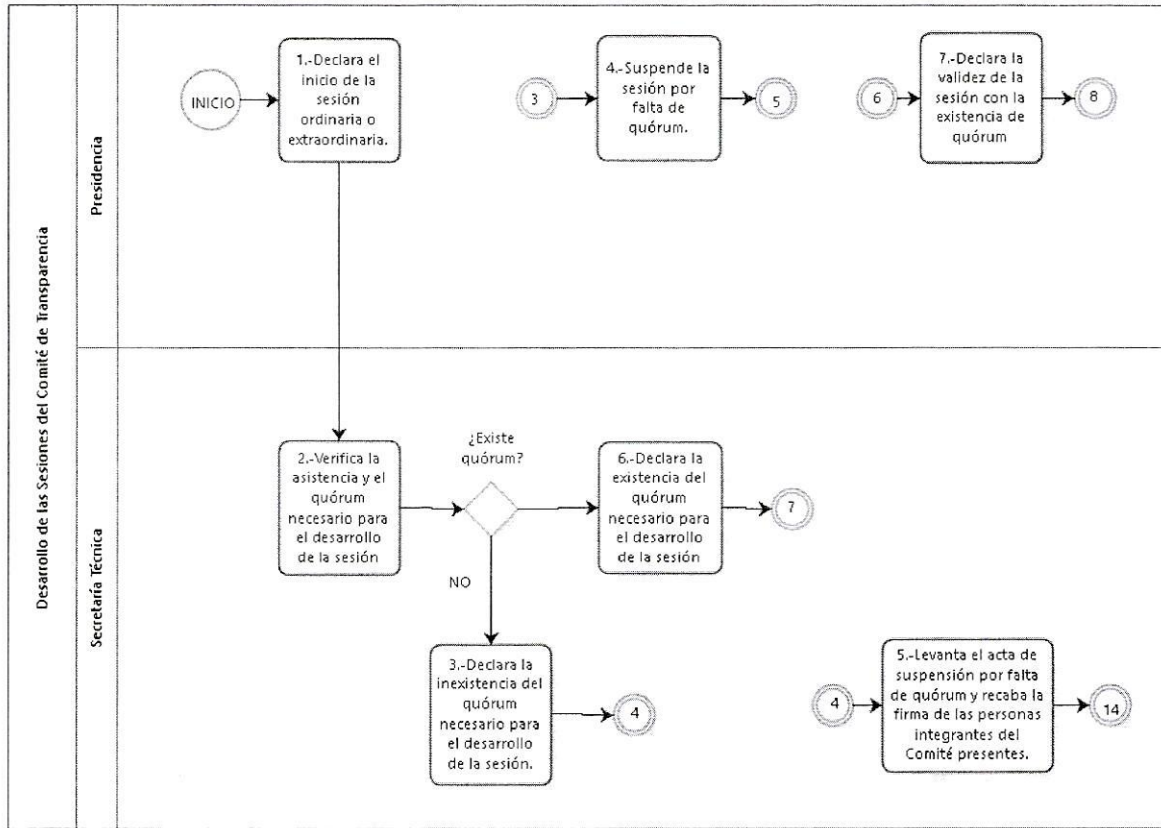 Desarrollo de las Sesiones del Comité de Transparencia
Presidencia
INICIO
1.-Declara el
inicio de la
sesión
ordinaria o
extraordinaria.
3
4.-Suspende la
sesión por
falta de
quórum.
5
6
7.-Declara la
validez de la
sesión con la
existencia de
quórum
8
Secretaría Técnica
2.-Verifica la
asistencia y el
quórum
necesario para
el desarrollo
de la sesión
¿Existe
quórum?
6.-Declara la
existencia del
quórum
necesario para
el desarrollo
de la sesión
7
NO
3.-Declara la
inexistencia del
quórum
necesario para
el desarrollo
de la sesión.
4
4
5.-Levanta el acta de
suspensión por falta
de quórum y recaba la
firma de las personas
integrantes del
Comité presentes.
14